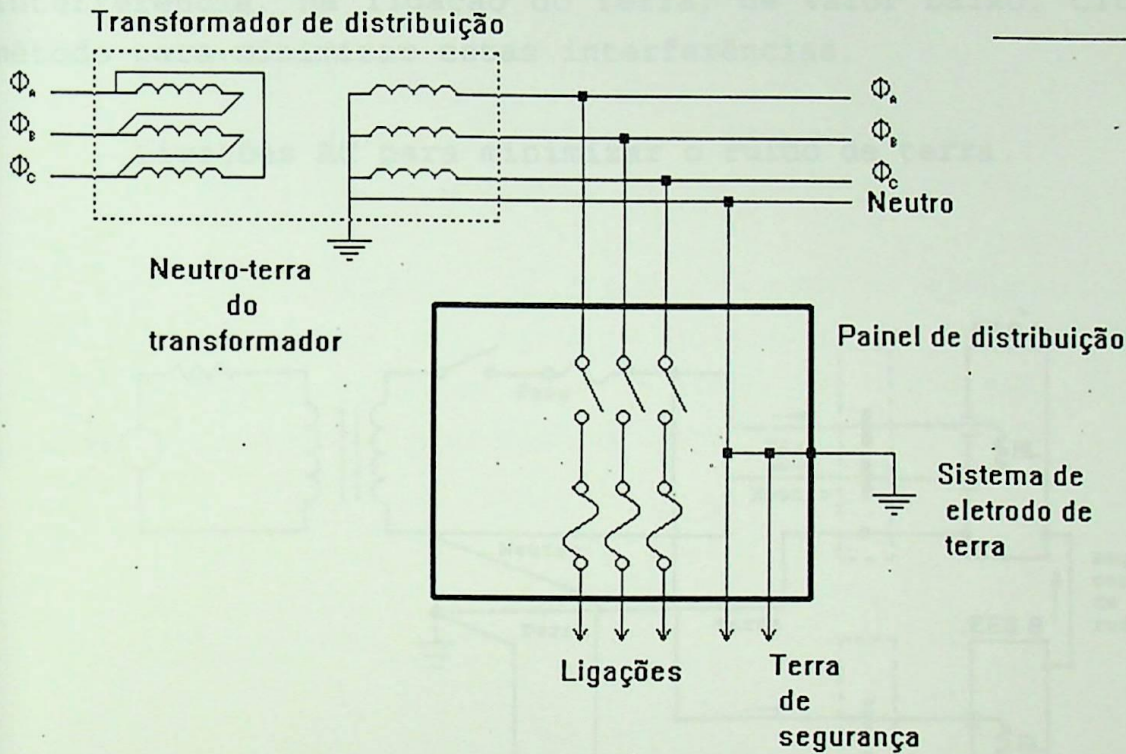 Transformador de distribuição
ΦA
ΦB
ΦC
ΦA
ΦB
ΦC
Neutro
Neutro-terra
do
transformador
Painel de distribuição
Sistema de
eletrodo de
terra
Ligações
Terra
de
segurança